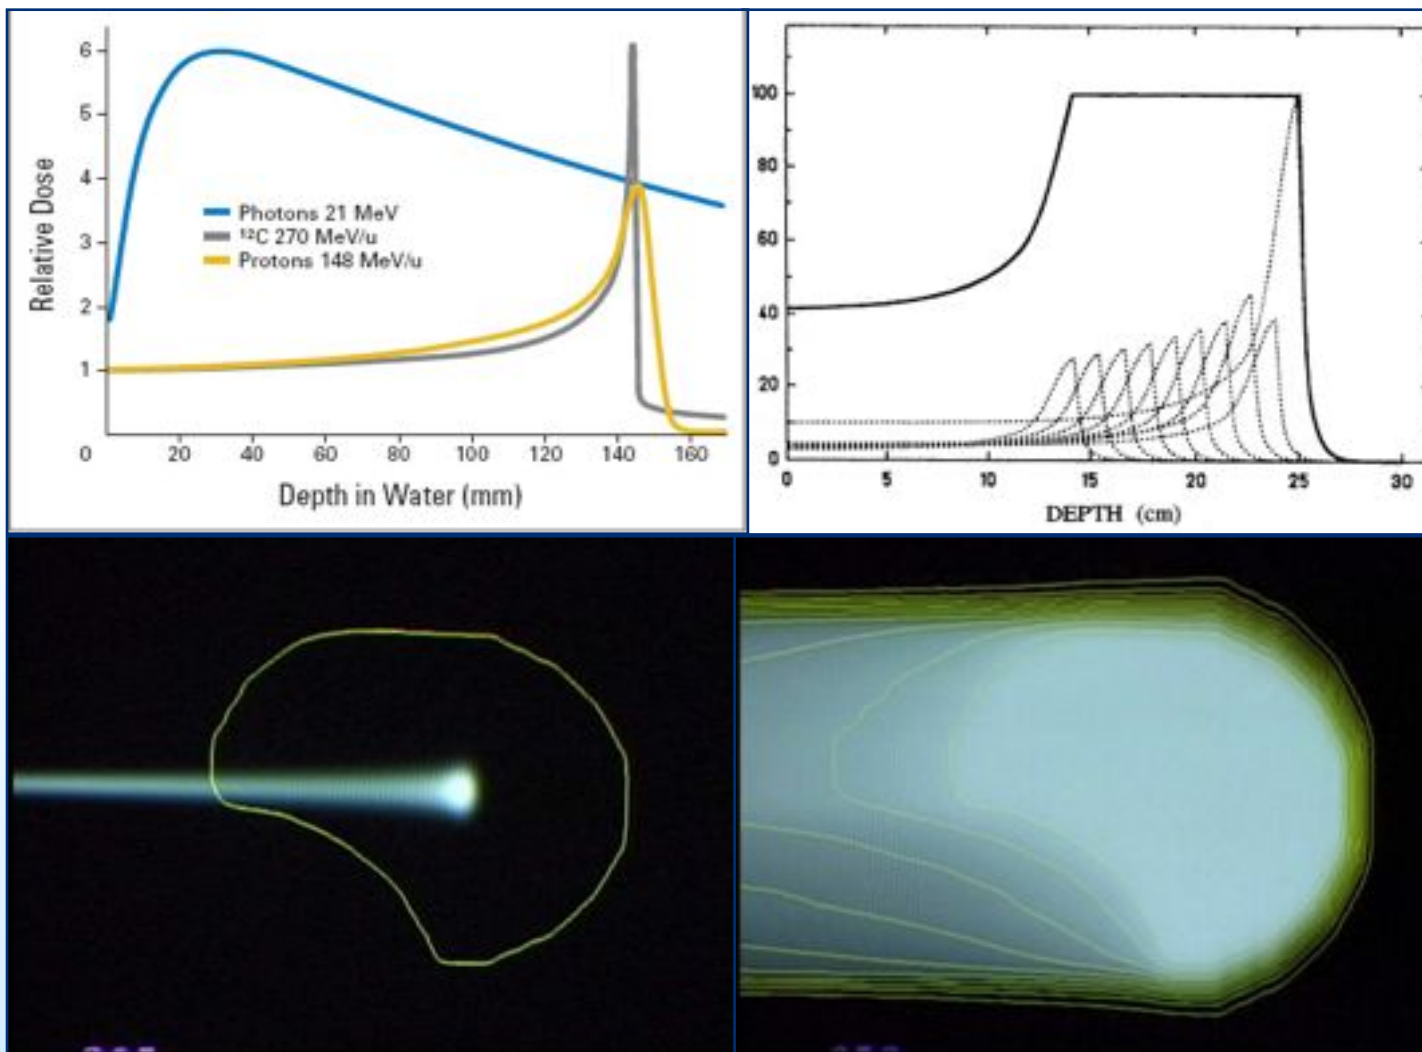 6
5
4
3
2
1
Relative Dose
Photons 21 MeV
¹²C 270 MeV/u
Protons 148 MeV/u
0 20 40 60 80 100 120 140 160
Depth in Water (mm)
100
80
60
40
20
0
0 5 10 15 20 25 30
DEPTH (cm)